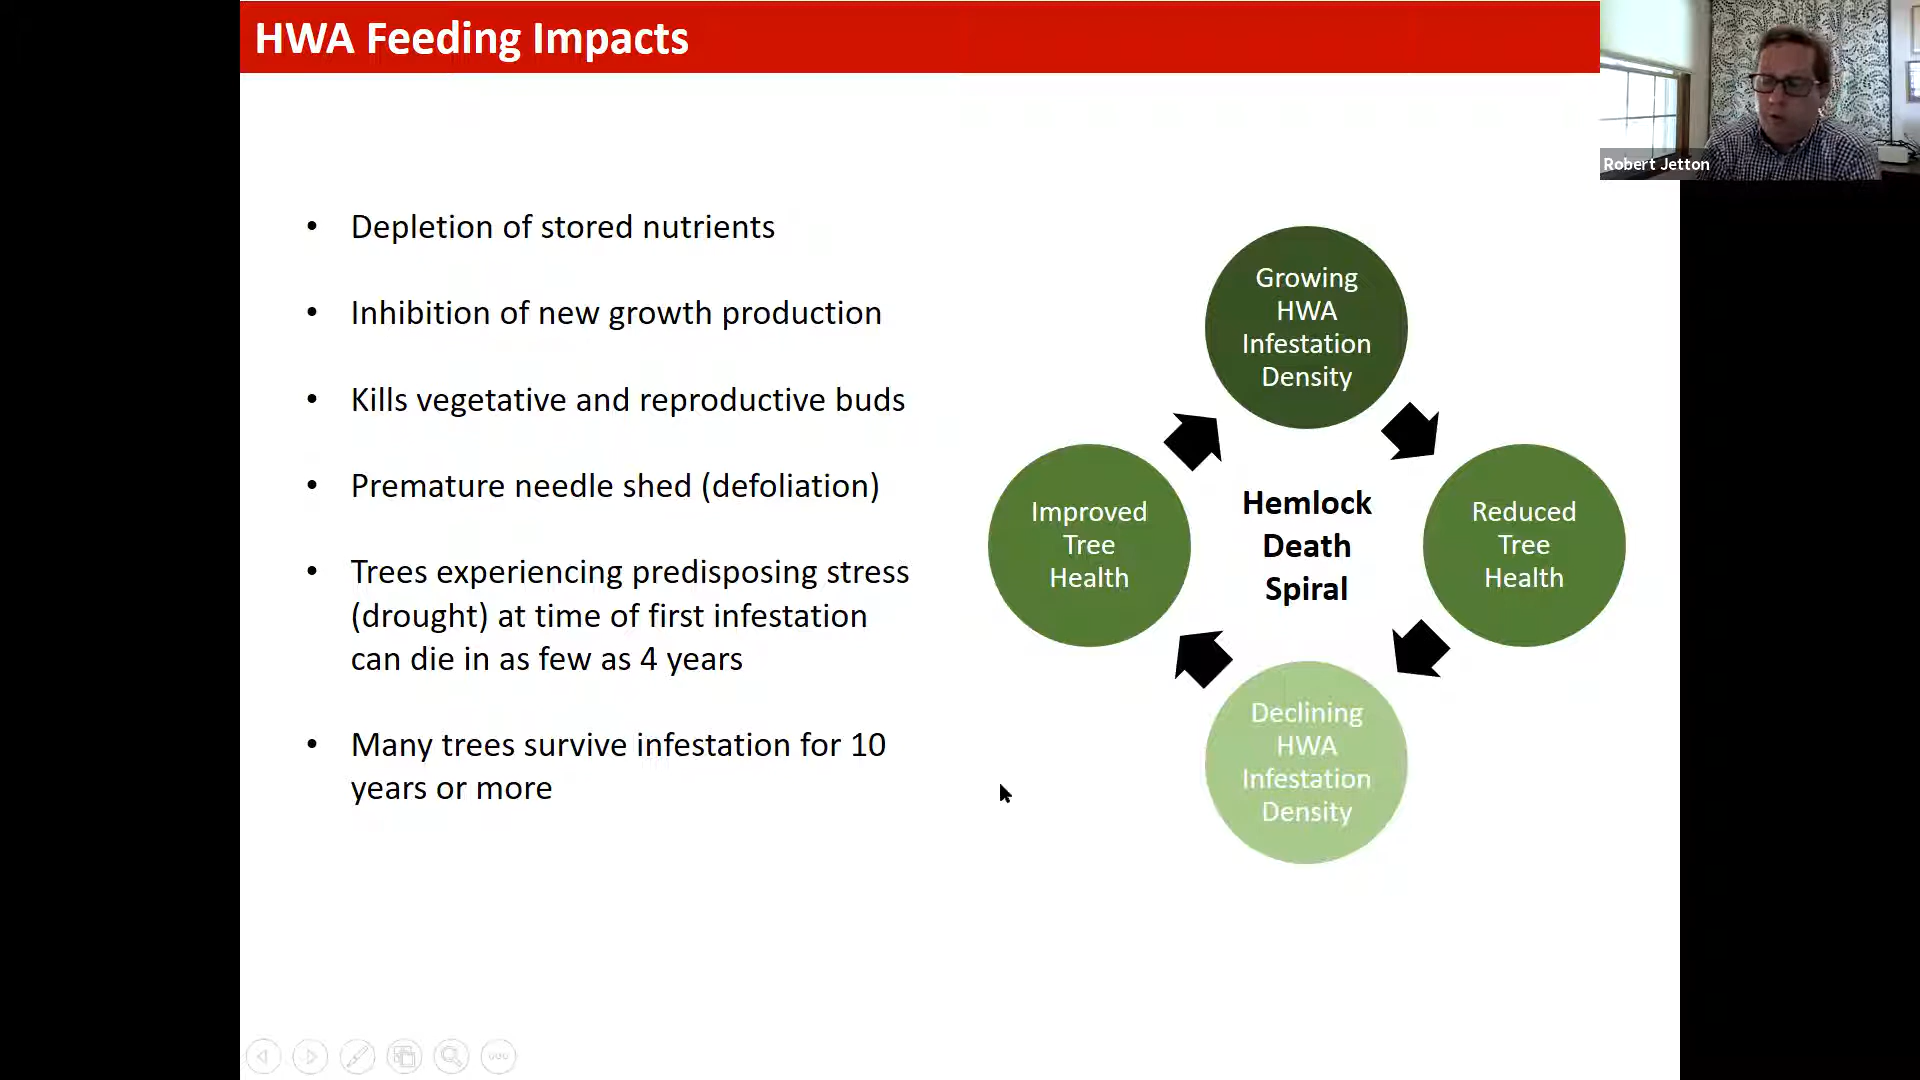 HWA Feeding Impacts
Robert Jetton
• Depletion of stored nutrients
• Inhibition of new growth production
• Kills vegetative and reproductive buds
• Premature needle shed (defoliation)
• Trees experiencing predisposing stress
(drought) at time of first infestation
can die in as few as 4 years
• Many trees survive infestation for 10
years or more
Growing
HWA
Infestation
Density
Reduced
Tree
Health
Declining
HWA
Infestation
Density
Improved
Tree
Health
Hemlock
Death
Spiral